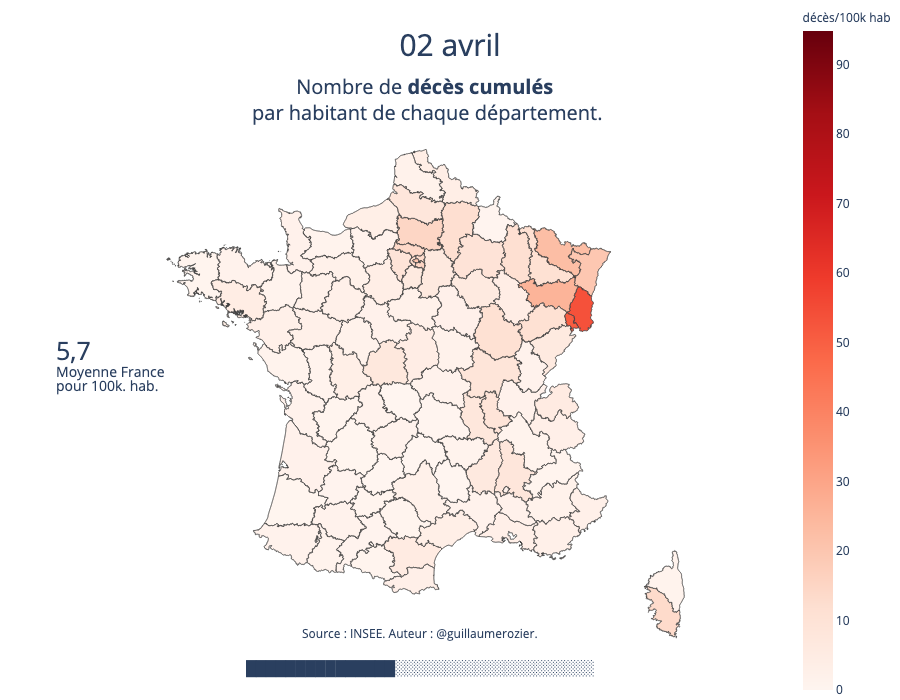 02 avril
Nombre de décès cumulés
par habitant de chaque département.
décès/100k hab
90
80
70
60
50
40
30
20
10
0
5,7
Moyenne France
pour 100k. hab.
Source : INSEE. Auteur : @guillaumerozier.